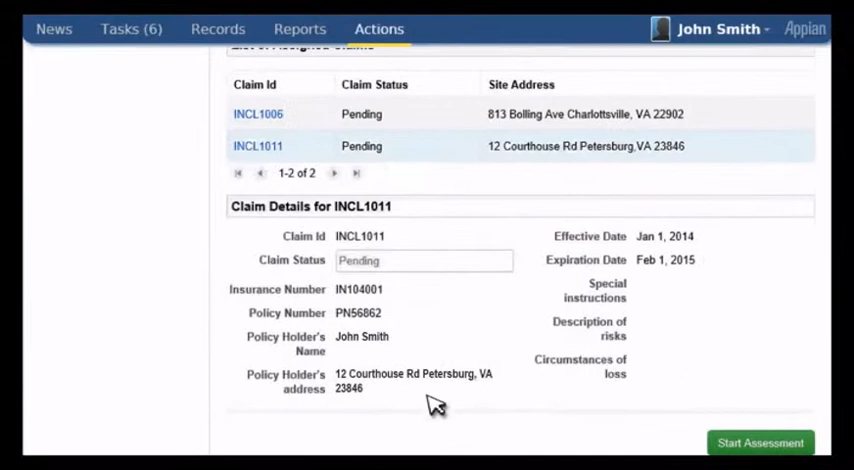 News Tasks (6) Records Reports Actions John Smith Appian
List of Assigned Claims
Claim Id Claim Status Site Address
INCL1006 Pending 813 Bolling Ave Charlottsville, VA 22902
INCL1011 Pending 12 Courthouse Rd Petersburg,VA 23846
1-2 of 2
Claim Details for INCL1011
Claim Id INCL1011 Effective Date Jan 1, 2014
Claim Status Pending Expiration Date Feb 1, 2015
Special
Insurance Number IN104001 instructions
Policy Number PN56862 Description of
Policy Holder's John Smith risks
Name Circumstances of
Policy Holder's 12 Courthouse Rd Petersburg, VA loss
address 23846
Start Assessment